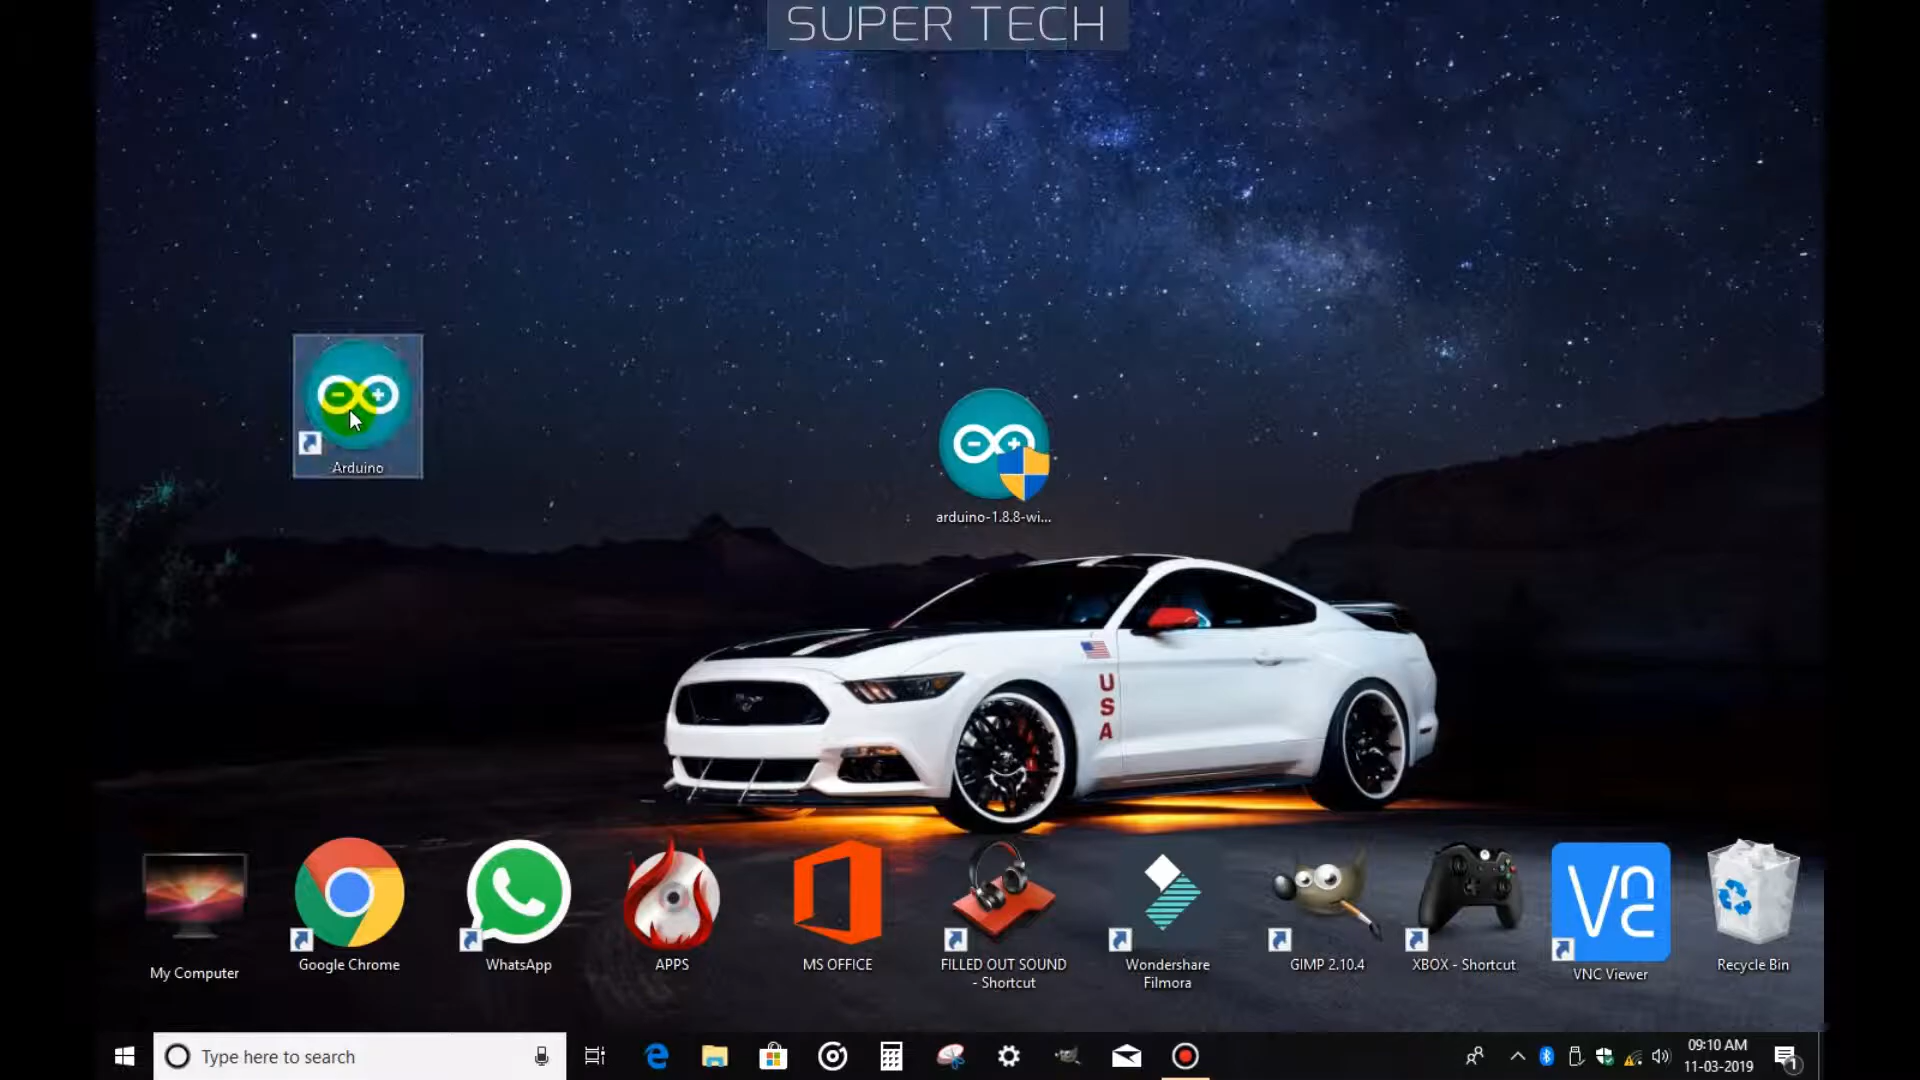 SUPER TECH
Arduino
arduino-1.8.8-wi...
U
S
A
My Computer
Google Chrome
WhatsApp
APPS
MS OFFICE
FILLED OUT SOUND
- Shortcut
Wondershare
Filmora
GIMP 2.10.4
XBOX - Shortcut
VNC Viewer
Recycle Bin
Type here to search
09:10 AM
11-03-2019
1